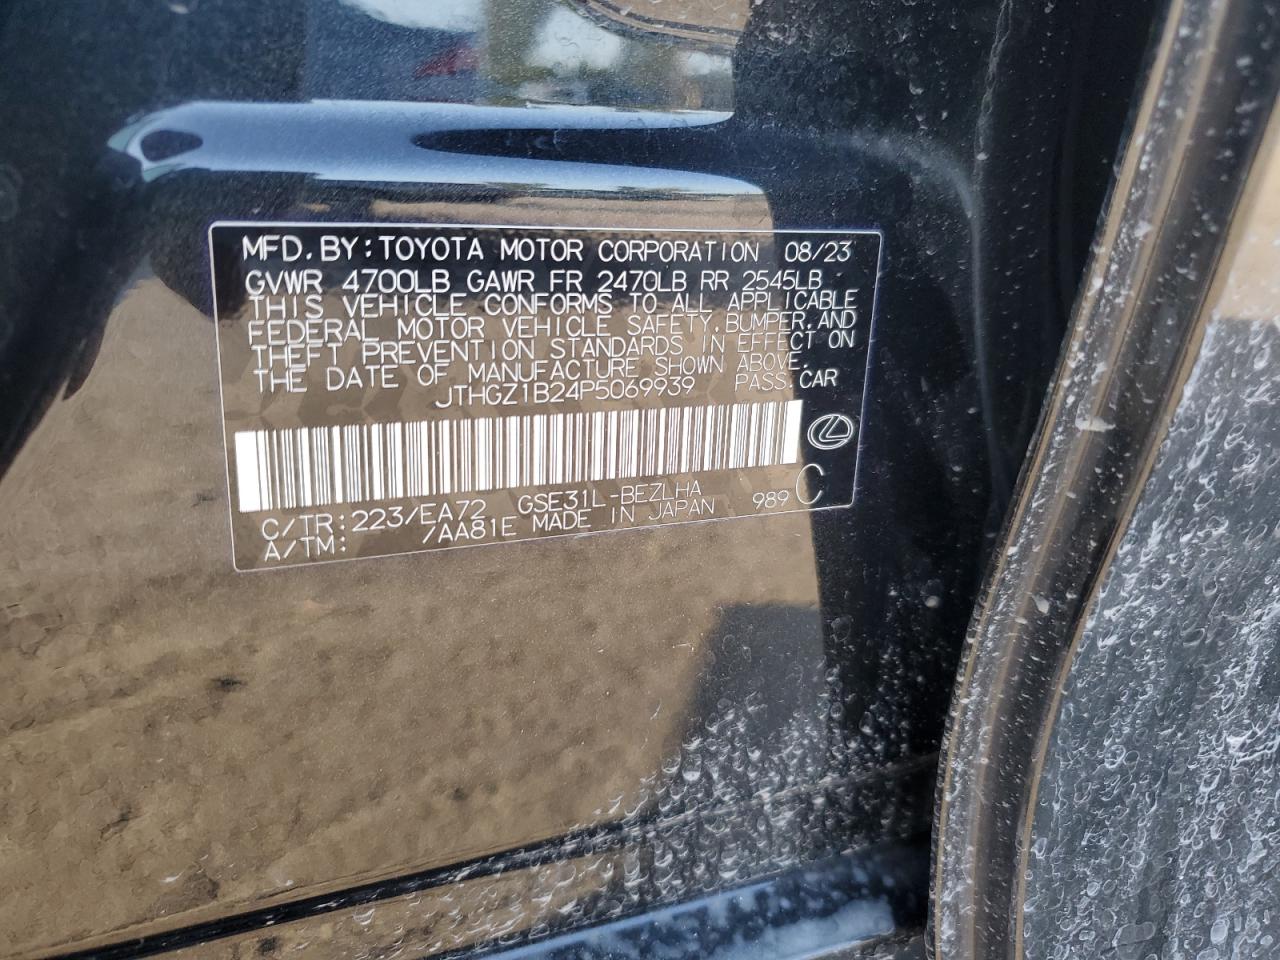 MFD. BY: TOYOTA MOTOR CORPORATION 08/23
GVWR 4700LB GAWR FR 2470LB RR 2545LB
THIS VEHICLE CONFORMS TO ALL APPLICABLE
FEDERAL MOTOR VEHICLE SAFETY, BUMPER, AND
THEFT PREVENTION STANDARDS IN EFFECT ON
THE DATE OF MANUFACTURE SHOWN ABOVE.
JTHGZ1B24P5069939 PASS. CAR
C/TR: 223/EA72 GSE31L-BEZLHA 989 C
A/TM: /AA81E MADE IN JAPAN